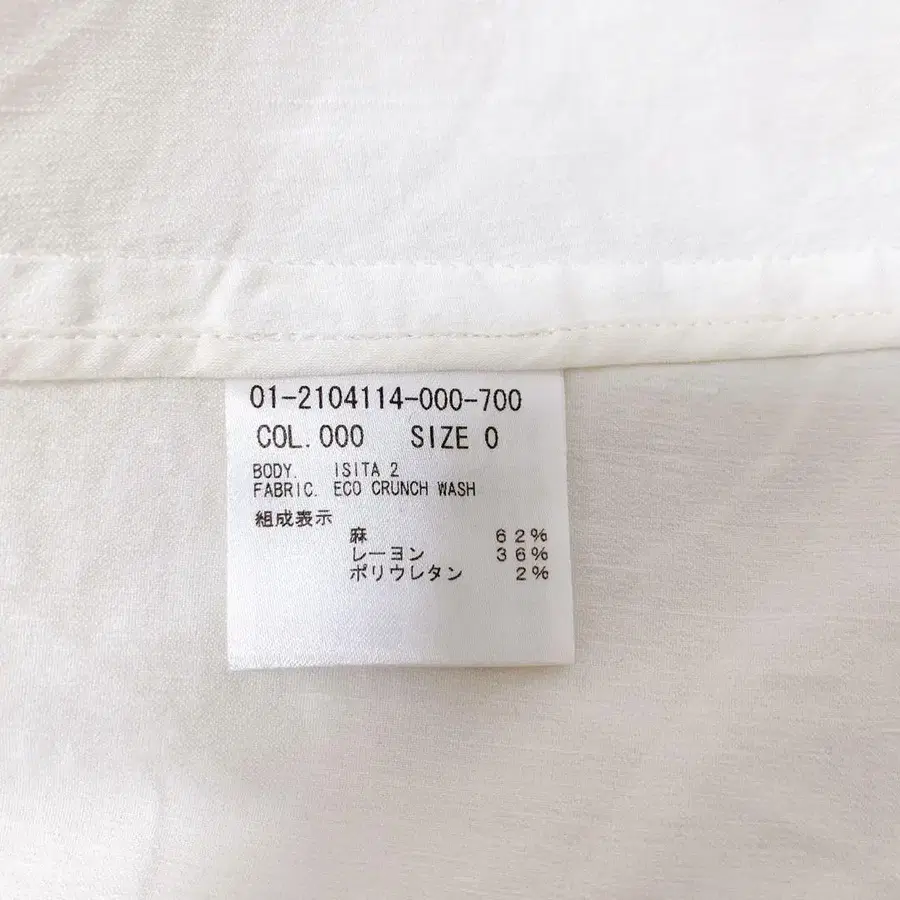 01-2104114-000-700
COL.000 SIZE 0
BODY. ISITA 2
FABRIC. ECO CRUNCH WASH
組成表示
麻 62%
レーヨン 36%
ポリウレタン 2%